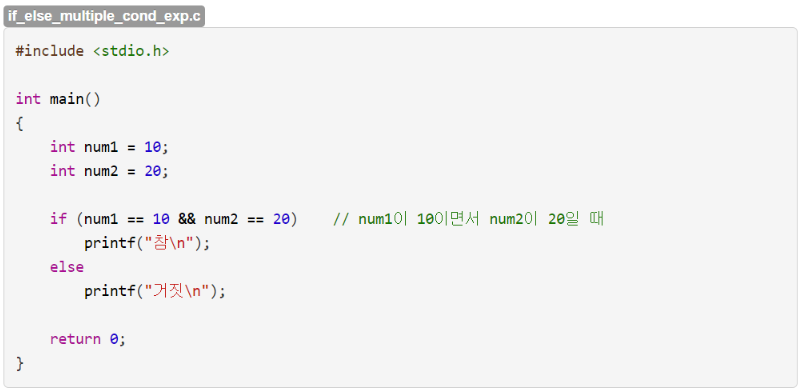 if_else_multiple_cond_exp.c
#include <stdio.h>
int main()
{
    int num1 = 10;
    int num2 = 20;
    if (num1 == 10 && num2 == 20)    // num1이 10이면서 num2이 20일 때
        printf("참\n");
    else
        printf("거짓\n");
    return 0;
}